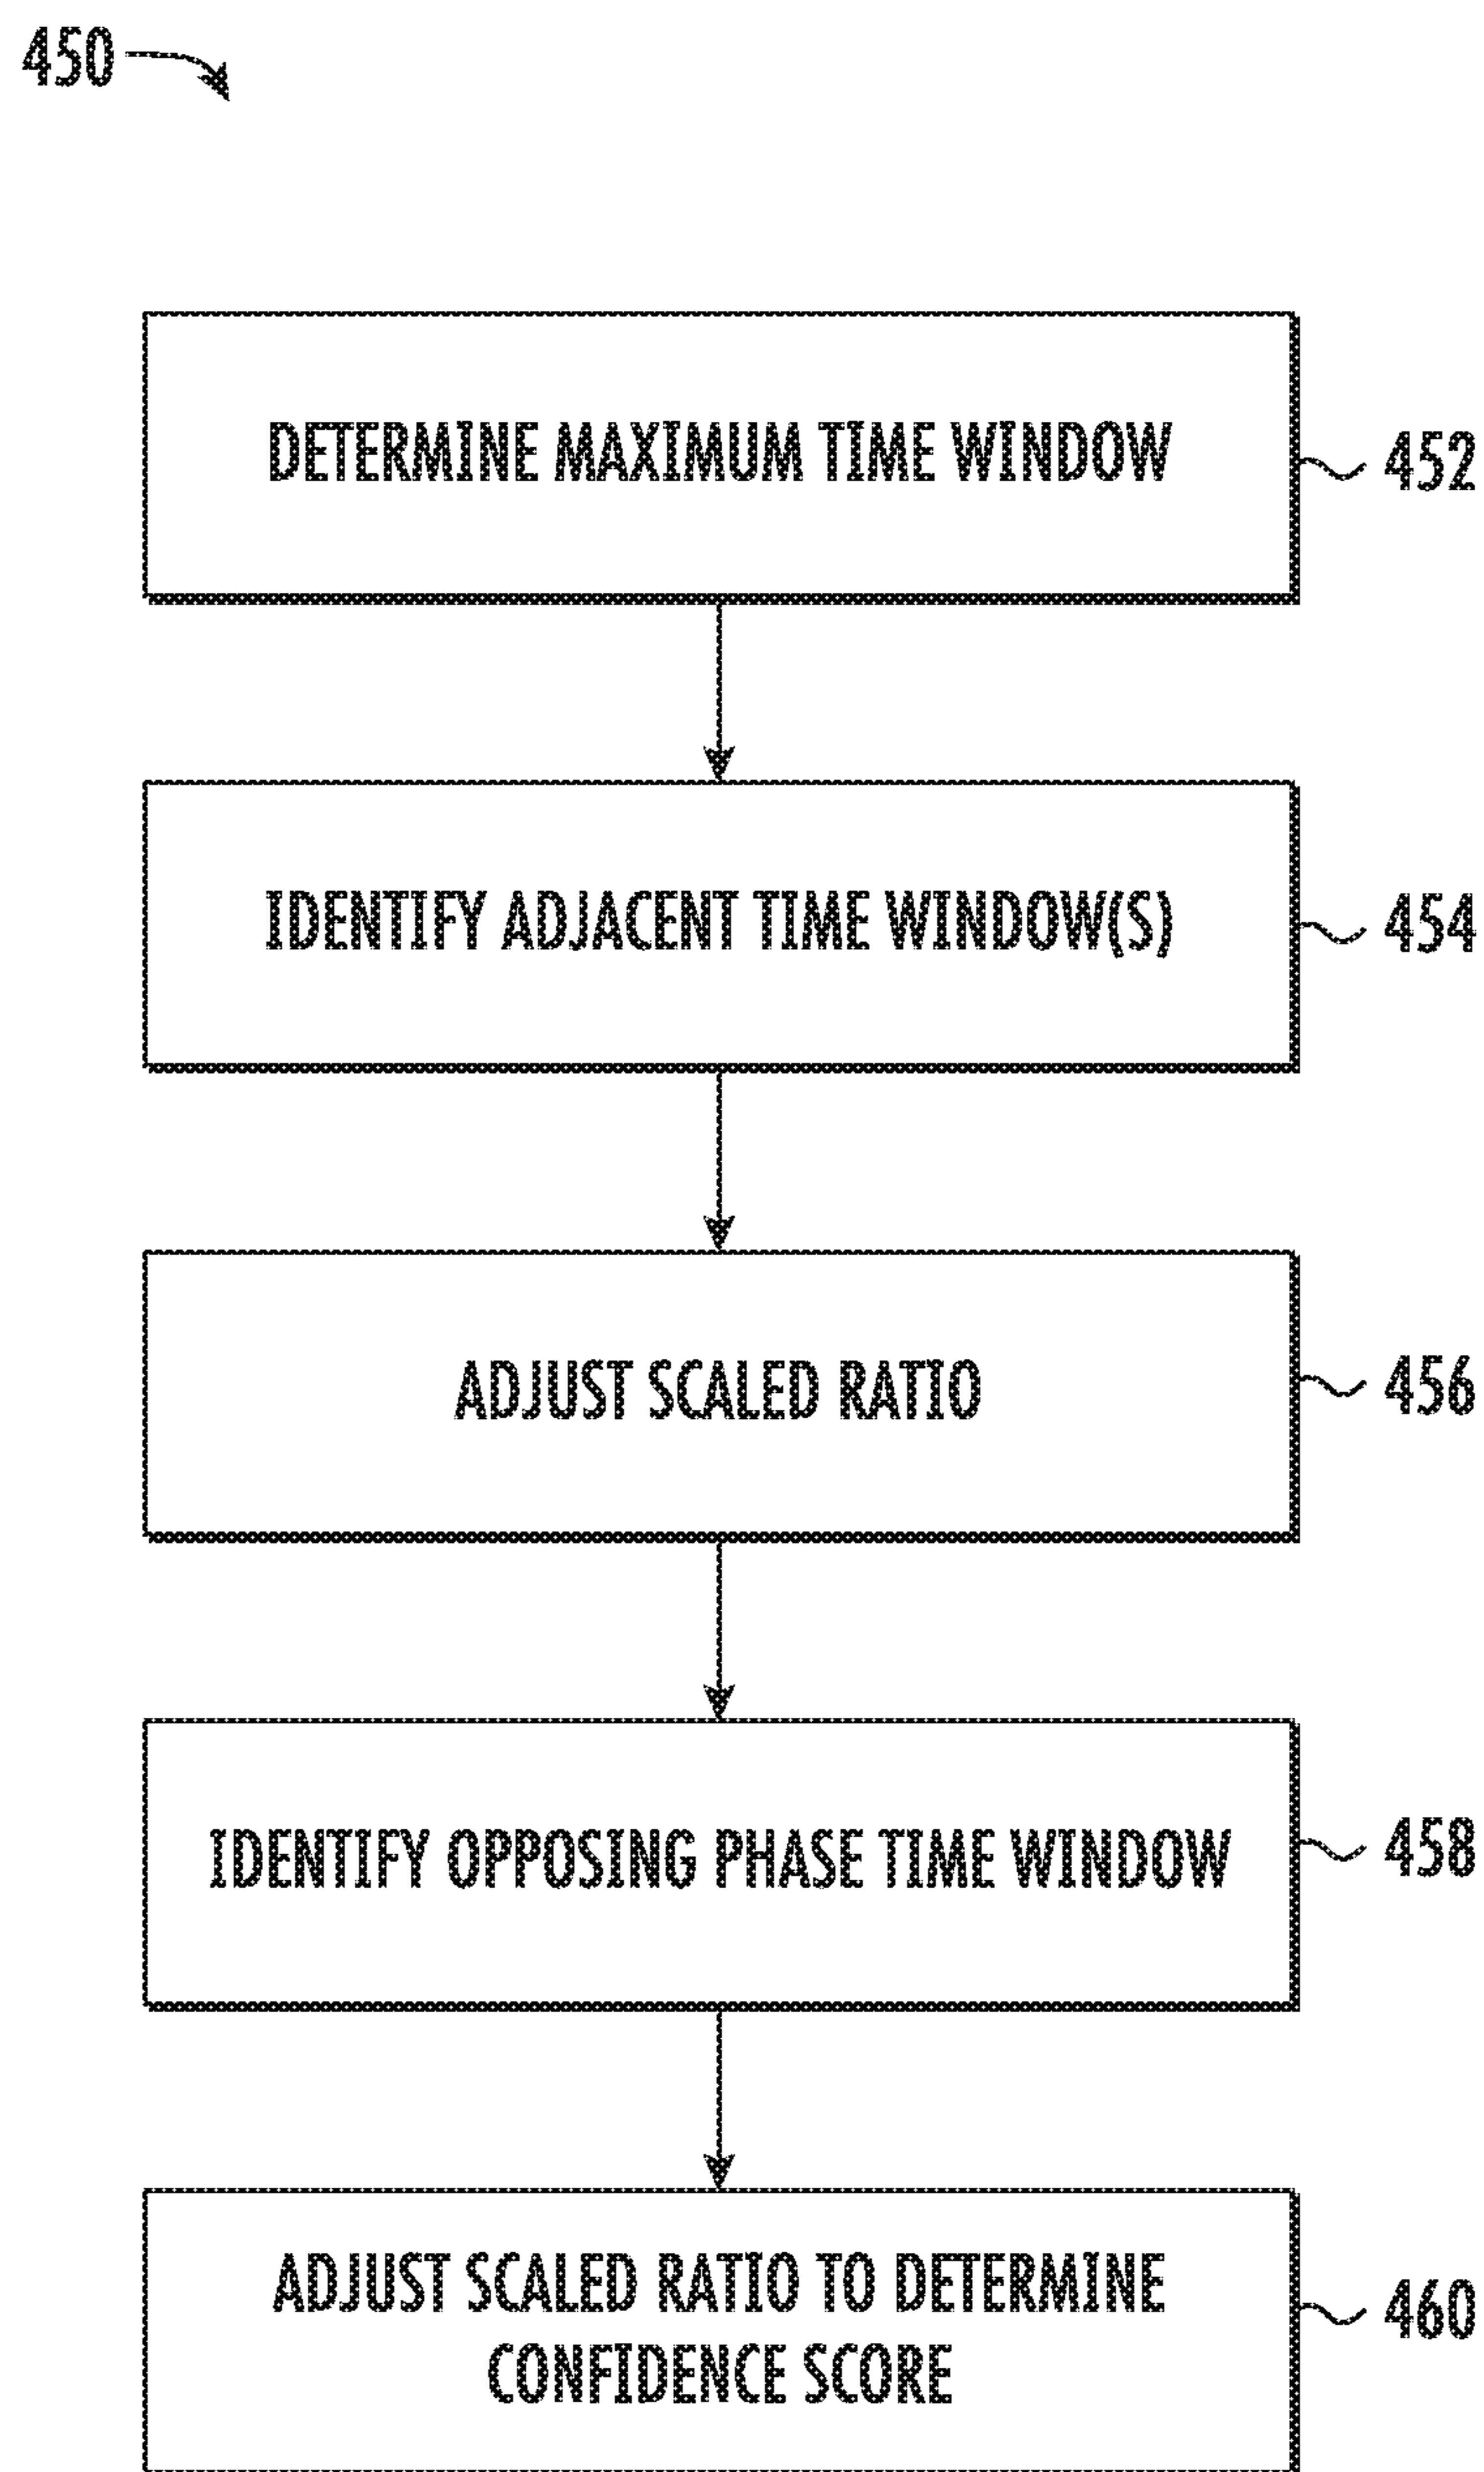 450
DETERMINE MAXIMUM TIME WINDOW
452
IDENTIFY ADJACENT TIME WINDOW(S)
454
ADJUST SCALED RATIO
456
IDENTIFY OPPOSING PHASE TIME WINDOW
458
ADJUST SCALED RATIO TO DETERMINE
CONFIDENCE SCORE
460